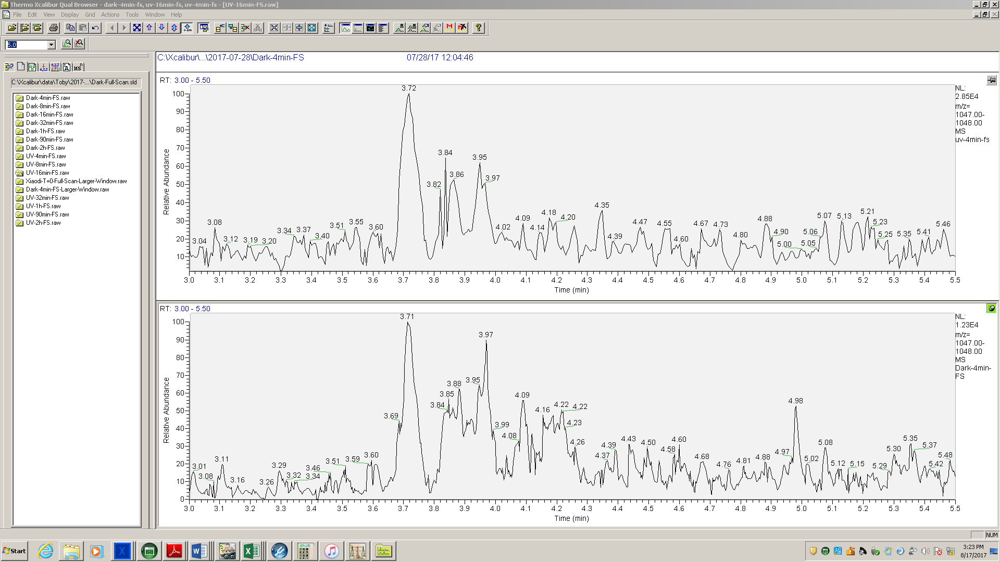 Thermo Xcalibur Qual Browser - dark-4min-fs, uv-16min-fs, uv-4min-fs - [UV-16min-FS.raw]
File Edit View Display Grid Actions Tools Window Help
0-100
5.0
MSn
C:\Xcalibur\data\Toby\2017-...\Dark-Full-Scan.sld
Dark-4min-FS.raw
Dark-8min-FS.raw
Dark-16min-FS.raw
Dark-32min-FS.raw
Dark-1h-FS.raw
Dark-90min-FS.raw
Dark-2h-FS.raw
UV-4min-FS.raw
UV-8min-FS.raw
UV-16min-FS.raw
Xiaodi-T=0-Full-Scan-Larger-Window.raw
Dark-4min-FS-Larger-Window.raw
UV-32min-FS.raw
UV-1h-FS.raw
UV-90min-FS.raw
UV-2h-FS.raw
C:\Xcalibur\...\2017-07-28\Dark-4min-FS 07/28/17 12:04:46
RT: 3.00 - 5.50
NL:
2.85E4
m/z=
1047.00-
1048.00
MS
uv-4min-fs
Relative Abundance
100
90
80
70
60
50
40
30
20
10
3.04 3.08 3.12 3.19 3.20 3.34 3.37 3.40 3.51 3.55 3.60 3.72 3.82 3.84 3.86 3.95 3.97 4.02 4.09 4.14 4.18 4.20 4.35 4.39 4.47 4.55 4.60 4.67 4.73 4.80 4.88 4.90 5.00 5.05 5.06 5.07 5.13 5.21 5.23 5.25 5.35 5.41 5.46
3.0 3.1 3.2 3.3 3.4 3.5 3.6 3.7 3.8 3.9 4.0 4.1 4.2 4.3 4.4 4.5 4.6 4.7 4.8 4.9 5.0 5.1 5.2 5.3 5.4 5.5
Time (min)
RT: 3.00 - 5.50
NL:
1.23E4
m/z=
1047.00-
1048.00
MS
Dark-4min-
FS
Relative Abundance
100
90
80
70
60
50
40
30
20
10
0
3.01 3.08 3.11 3.16 3.26 3.29 3.32 3.34 3.46 3.51 3.59 3.60 3.69 3.71 3.84 3.85 3.88 3.95 3.97 3.99 4.08 4.09 4.16 4.22 4.22 4.23 4.26 4.37 4.39 4.43 4.50 4.58 4.60 4.68 4.76 4.81 4.88 4.97 4.98 5.02 5.08 5.12 5.15 5.29 5.30 5.35 5.37 5.42 5.48
3.0 3.1 3.2 3.3 3.4 3.5 3.6 3.7 3.8 3.9 4.0 4.1 4.2 4.3 4.4 4.5 4.6 4.7 4.8 4.9 5.0 5.1 5.2 5.3 5.4 5.5
Time (min)
NUM
Start
3:23 PM
8/17/2017